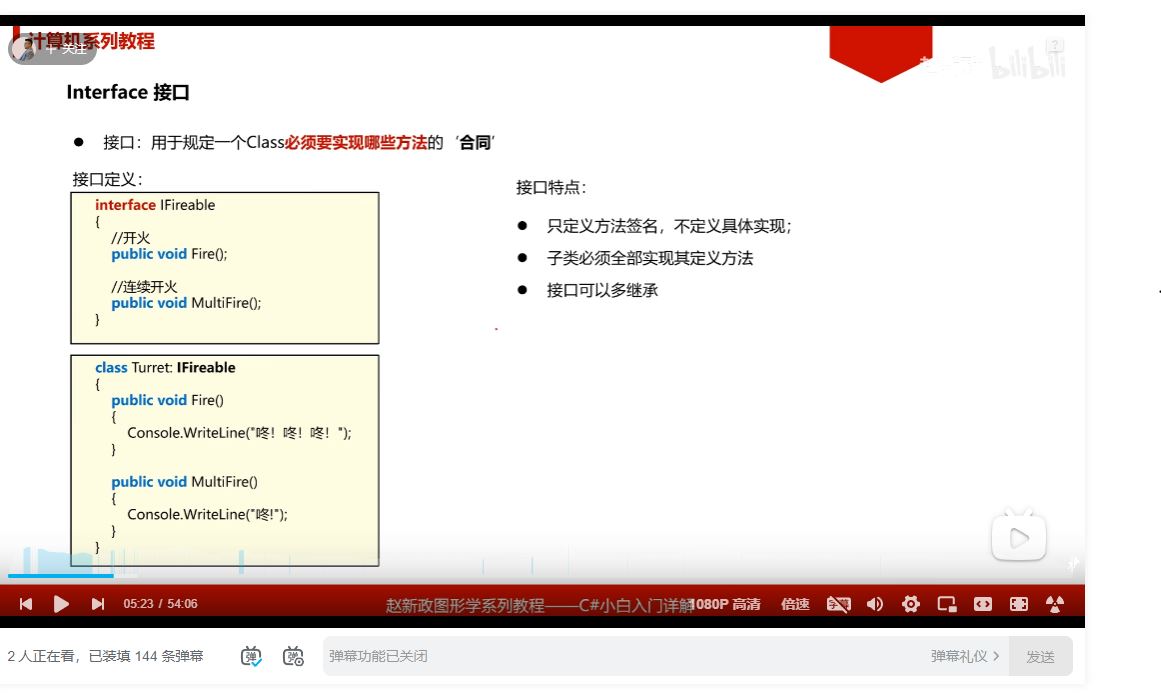 计算机系列教程
+ 关注
bilibili
?
Interface 接口
● 接口：用于规定一个Class必须要实现哪些方法的‘合同’
接口定义：
interface IFireable
{
//开火
public void Fire();
//连续开火
public void MultiFire();
}
class Turret: IFireable
{
public void Fire()
{
Console.WriteLine("咚！咚！咚！");
}
public void MultiFire()
{
Console.WriteLine("咚!");
}
}
接口特点：
● 只定义方法签名，不定义具体实现；
● 子类必须全部实现其定义方法
● 接口可以多继承
05:23 / 54:06
赵新政图形学系列教程——C#小白入门详解
1080P 高清
倍速
字幕
2 人正在看，已装填 144 条弹幕
弹
弹
弹幕功能已关闭
弹幕礼仪 >
发送